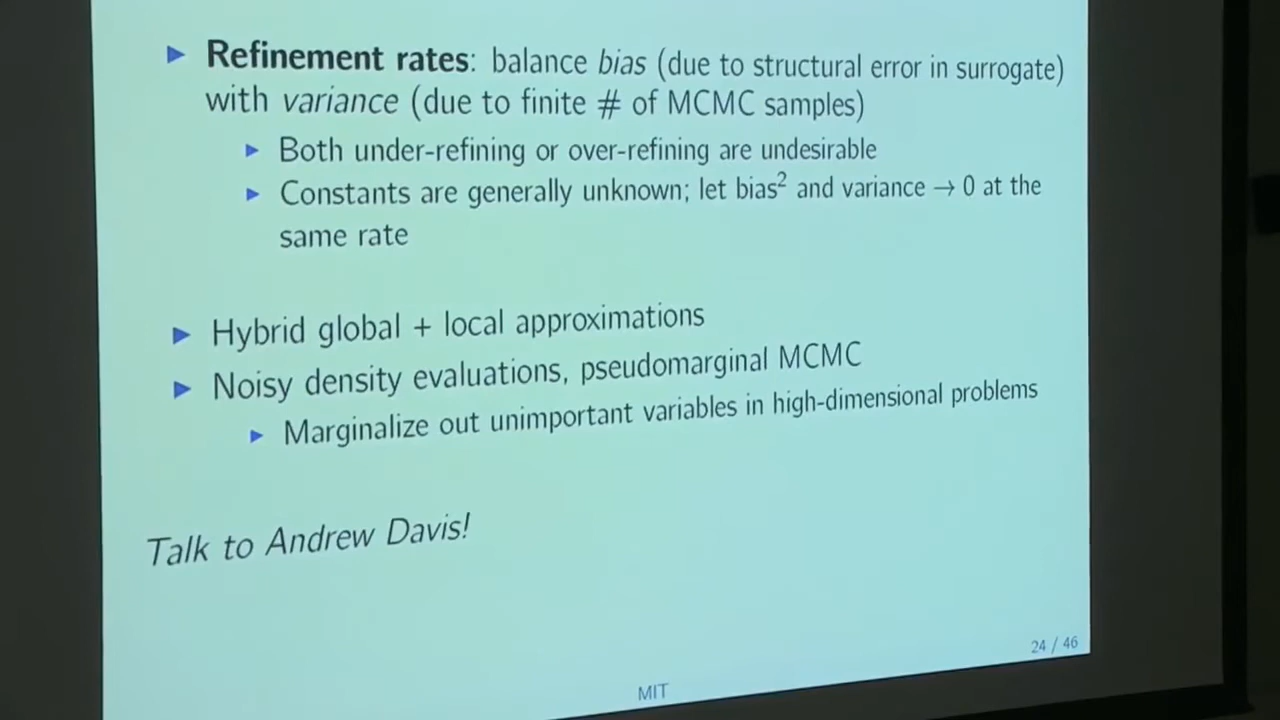 ▶ Refinement rates: balance bias (due to structural error in surrogate)
with variance (due to finite # of MCMC samples)
▶ Both under-refining or over-refining are undesirable
▶ Constants are generally unknown; let bias² and variance → 0 at the
same rate
▶ Hybrid global + local approximations
▶ Noisy density evaluations, pseudomarginal MCMC
▶ Marginalize out unimportant variables in high-dimensional problems
Talk to Andrew Davis!
24 / 46
MIT